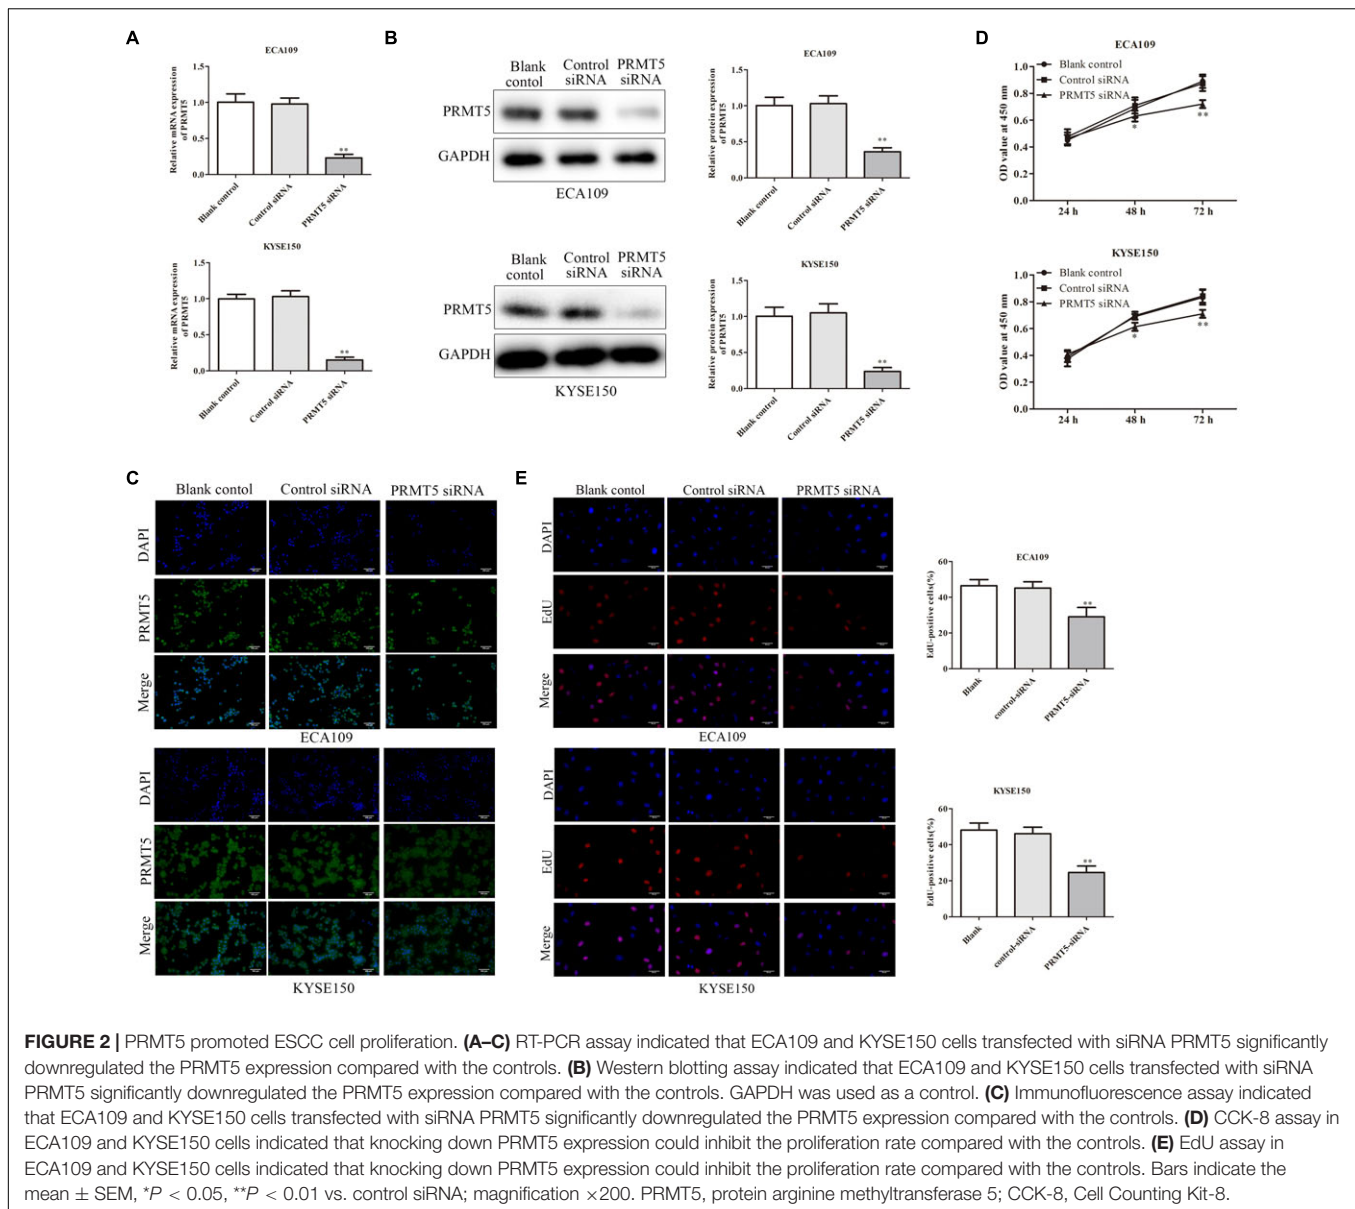 A
ECA109
Relative mRNA expression
of PRMT5
1.5
1.0
0.5
0.0
Blank control
Control siRNA
PRMT5 siRNA
**
KYSE150
Relative mRNA expression
of PRMT5
1.5
1.0
0.5
0.0
Blank control
Control siRNA
PRMT5 siRNA
**
B
Blank
contol
Control
siRNA
PRMT5
siRNA
PRMT5
GAPDH
ECA109
Blank
contol
Control
siRNA
PRMT5
siRNA
PRMT5
GAPDH
KYSE150
ECA109
Relative protein expression
of PRMT5
1.5
1.0
0.5
0.0
Blank control
Control siRNA
PRMT5 siRNA
**
KYSE150
Relative protein expression
of PRMT5
1.5
1.0
0.5
0.0
Blank control
Control siRNA
PRMT5 siRNA
**
D
ECA109
Blank control
Control siRNA
PRMT5 siRNA
OD value at 450 nm
1.0
0.8
0.6
0.4
0.2
0.0
24 h
48 h
72 h
*
**
KYSE150
Blank control
Control siRNA
PRMT5 siRNA
OD value at 450 nm
1.0
0.8
0.6
0.4
0.2
0.0
24 h
48 h
72 h
*
**
C
Blank contol
Control siRNA
PRMT5 siRNA
DAPI
PRMT5
Merge
ECA109
DAPI
PRMT5
Merge
KYSE150
E
Blank contol
Control siRNA
PRMT5 siRNA
DAPI
EdU
Merge
ECA109
DAPI
EdU
Merge
KYSE150
ECA109
EdU-positive cells(%)
60
40
20
0
Blank
control-siRNA
PRMT5-siRNA
**
KYSE150
EdU-positive cells(%)
60
40
20
0
Blank
control-siRNA
PRMT5-siRNA
**
FIGURE 2 | PRMT5 promoted ESCC cell proliferation. (A–C) RT-PCR assay indicated that ECA109 and KYSE150 cells transfected with siRNA PRMT5 significantly
downregulated the PRMT5 expression compared with the controls. (B) Western blotting assay indicated that ECA109 and KYSE150 cells transfected with siRNA
PRMT5 significantly downregulated the PRMT5 expression compared with the controls. GAPDH was used as a control. (C) Immunofluorescence assay indicated
that ECA109 and KYSE150 cells transfected with siRNA PRMT5 significantly downregulated the PRMT5 expression compared with the controls. (D) CCK-8 assay in
ECA109 and KYSE150 cells indicated that knocking down PRMT5 expression could inhibit the proliferation rate compared with the controls. (E) EdU assay in
ECA109 and KYSE150 cells indicated that knocking down PRMT5 expression could inhibit the proliferation rate compared with the controls. Bars indicate the
mean ± SEM, *P < 0.05, **P < 0.01 vs. control siRNA; magnification ×200. PRMT5, protein arginine methyltransferase 5; CCK-8, Cell Counting Kit-8.